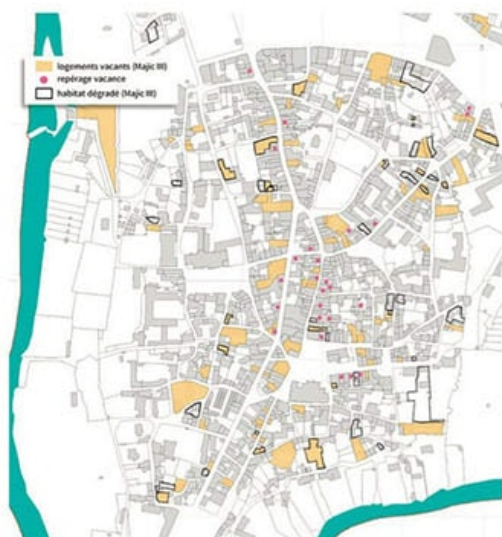 logements vacants (Majic III)
repérage vacance
habitat dégradé (Majic III)